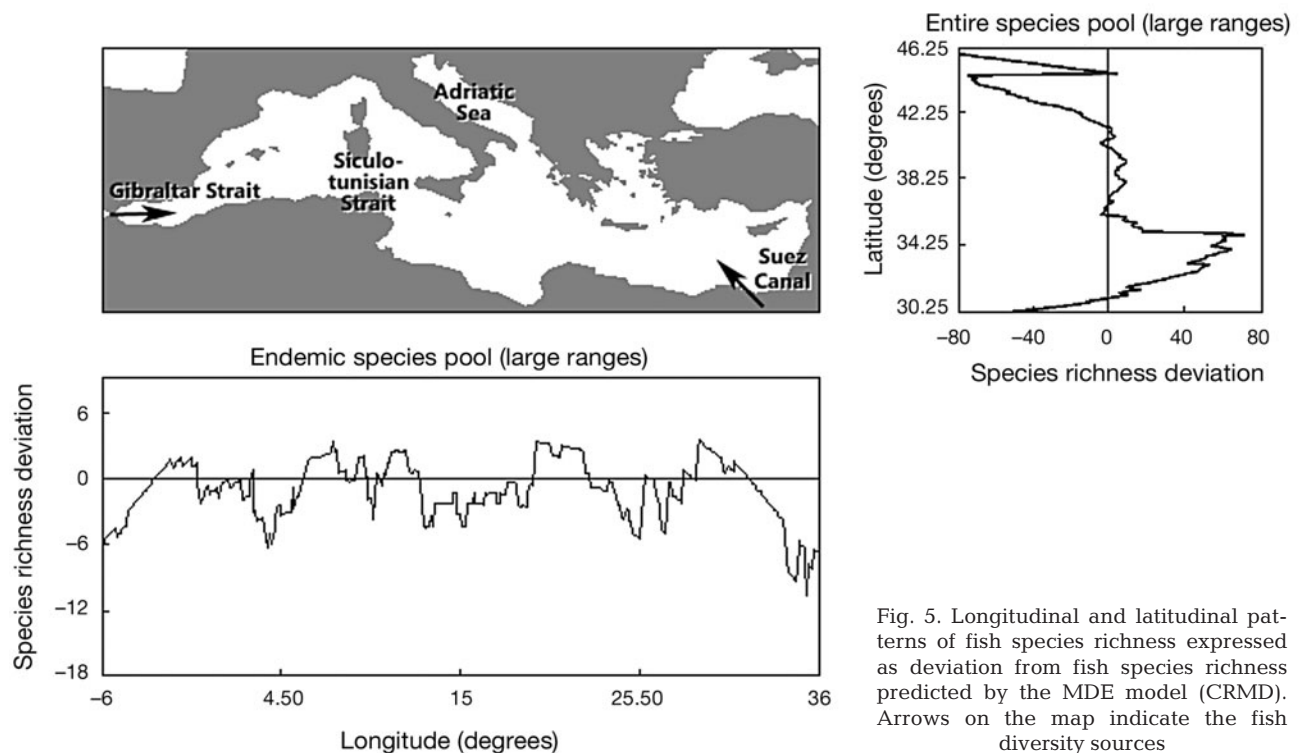 Adriatic
Sea
Siculo-
tunisian
Strait
Gibraltar Strait
Suez
Canal
Entire species pool (large ranges)
46.25
42.25
38.25
34.25
30.25
Latitude (degrees)
–80
–40
0
40
80
Species richness deviation
Endemic species pool (large ranges)
Species richness deviation
6
0
–6
–12
–18
–6
4.50
15
25.50
36
Longitude (degrees)
Fig. 5. Longitudinal and latitudinal pat-
terns of fish species richness expressed
as deviation from fish species richness
predicted by the MDE model (CRMD).
Arrows on the map indicate the fish
diversity sources